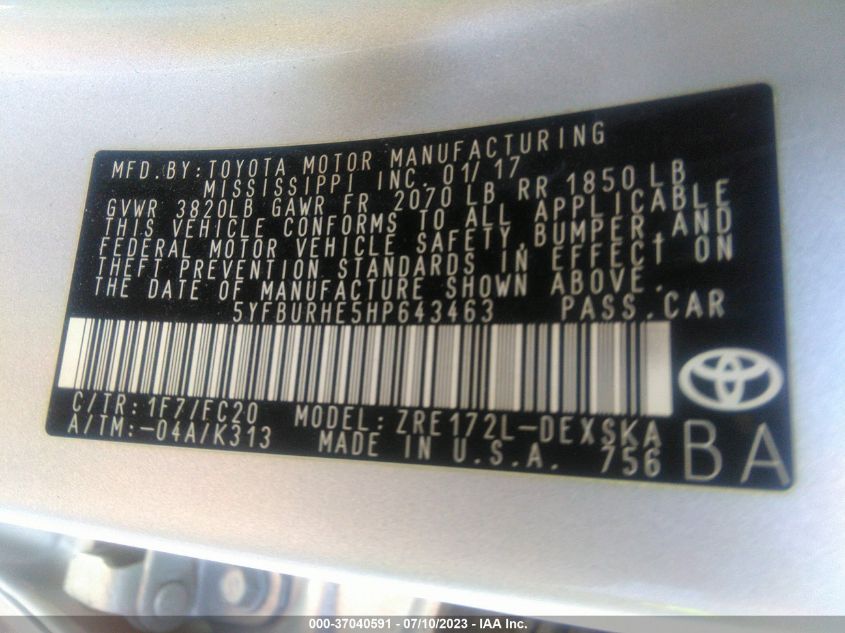 MFD. BY: TOYOTA MOTOR MANUFACTURING
MISSISSIPPI INC. 01/17
GVWR 3820LB GAWR FR 2070 LB RR 1850 LB
THIS VEHICLE CONFORMS TO ALL APPLICABLE
FEDERAL MOTOR VEHICLE SAFETY, BUMPER, AND
THEFT PREVENTION STANDARDS IN EFFECT ON
THE DATE OF MANUFACTURE SHOWN ABOVE.
5YFBURHE5HP643463 PASS. CAR
C/TR: 1F7/FC20 MODEL: ZRE172L-DEXSKA
A/TM: -04A/K313 MADE IN U.S.A. 756 BA
000-37040591 - 07/10/2023 - IAA Inc.